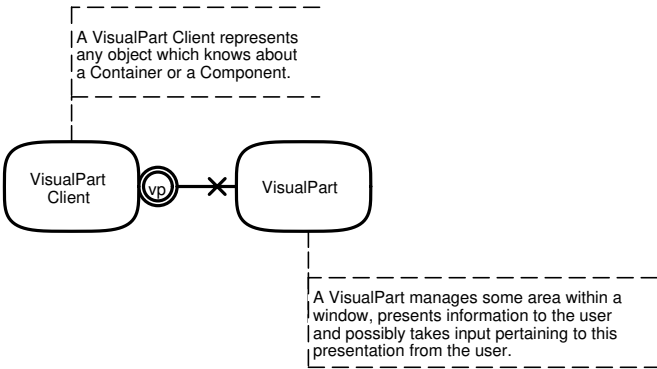 A VisualPart Client represents
any object which knows about
a Container or a Component.
VisualPart
Client
vp
VisualPart
A VisualPart manages some area within a
window, presents information to the user
and possibly takes input pertaining to this
presentation from the user.